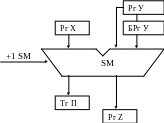 Рг У
Рг Х
БРг У
+1 SM
SM
Тг П
Рг Z